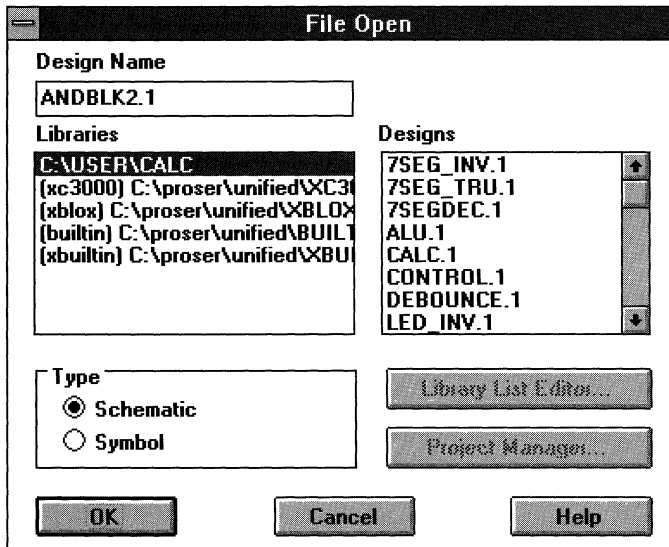 File Open
Design Name
ANDBLK2.1
Libraries
C:\USER\CALC
(xc3000) C:\proser\unified\XC3
(xblox) C:\proser\unified\XBLOX
(builtin) C:\proser\unified\BUILT
(xbuiltin) C:\proser\unified\XBUI
Designs
7SEG_INV.1
7SEG_TRU.1
7SEGDEC.1
ALU.1
CALC.1
CONTROL.1
DEBOUNCE.1
LED_INV.1
Type
Schematic
Symbol
Library List Editor...
Project Manager...
OK
Cancel
Help